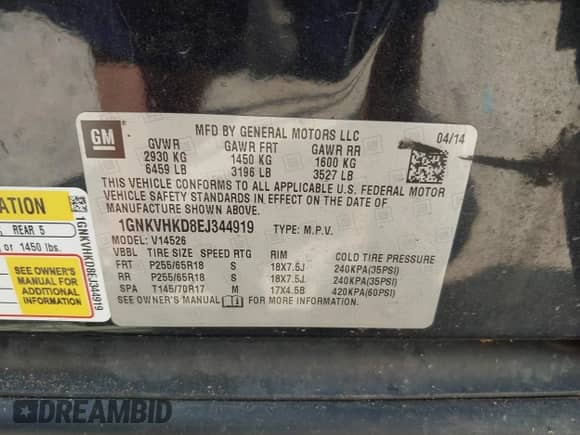 GM
MFD BY GENERAL MOTORS LLC
04/14
GVWR GAWR FRT GAWR RR
2930 KG 1450 KG 1600 KG
6459 LB 3196 LB 3527 LB
THIS VEHICLE CONFORMS TO ALL APPLICABLE U.S. FEDERAL MOTOR
VEHICLE SAFETY STANDARDS IN EFFECT ON THE DATE OF
MANUFACTURE SHOWN ABOVE.
1GNKVHKD8EJ344919 TYPE: M.P.V.
MODEL: V14526
VBBL TIRE SIZE SPEED RTG RIM COLD TIRE PRESSURE
FRT P255/65R18 S 18X7.5J 240KPA(35PSI)
RR P255/65R18 S 18X7.5J 240KPA(35PSI)
SPA T145/70R17 M 17X4.5B 420KPA(60PSI)
SEE OWNER'S MANUAL FOR ADDITIONAL INFORMATION.
ATION
REAR 5
or 1450 lbs.
SEE OWNER'S
MANUAL FOR
ADDITIONAL
INFORMATION
1GNKVHKD8EJ344919
DREAMBID